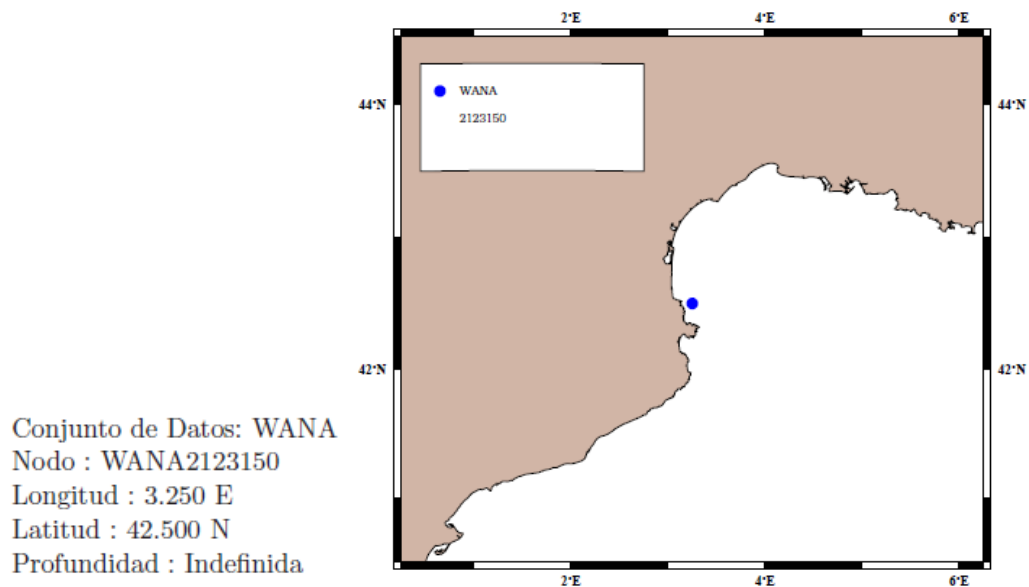 2°E 4°E 6°E
WANA
2123150
44°N 44°N
42°N 42°N
2°E 4°E 6°E
Conjunto de Datos: WANA
Nodo : WANA2123150
Longitud : 3.250 E
Latitud : 42.500 N
Profundidad : Indefinida